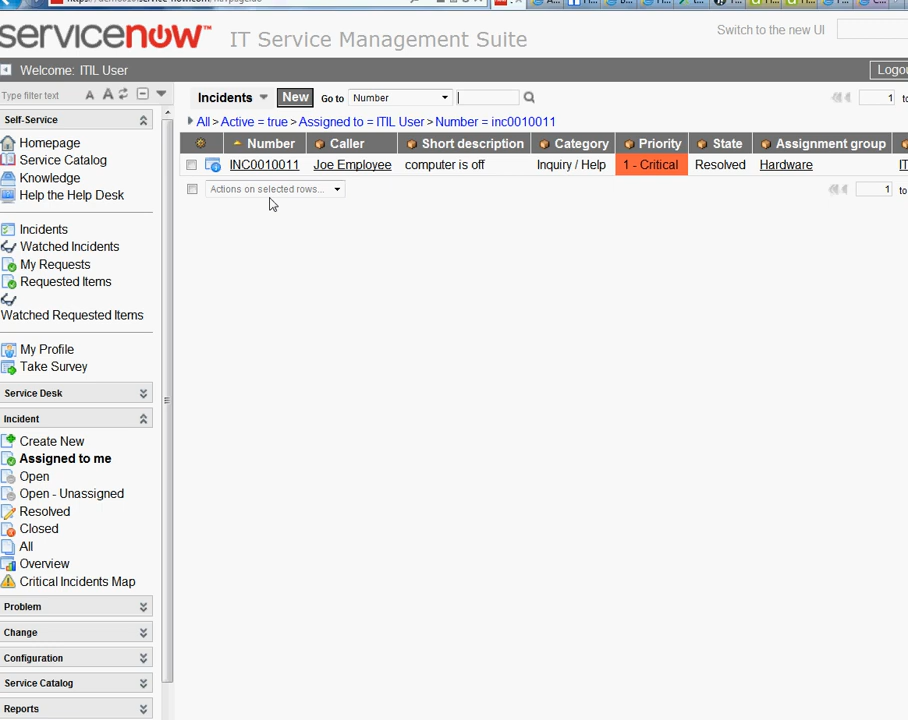 servicenow™ IT Service Management Suite
Switch to the new UI
Welcome: ITIL User
Type filter text A A
Incidents New Go to Number 1 to
All > Active = true > Assigned to = ITIL User > Number = inc0010011
Number Caller Short description Category Priority State Assignment group
INC0010011 Joe Employee computer is off Inquiry / Help 1 - Critical Resolved Hardware
Actions on selected rows... 1 to
Self-Service
Homepage
Service Catalog
Knowledge
Help the Help Desk
Incidents
Watched Incidents
My Requests
Requested Items
Watched Requested Items
My Profile
Take Survey
Service Desk
Incident
Create New
Assigned to me
Open
Open - Unassigned
Resolved
Closed
All
Overview
Critical Incidents Map
Problem
Change
Configuration
Service Catalog
Reports